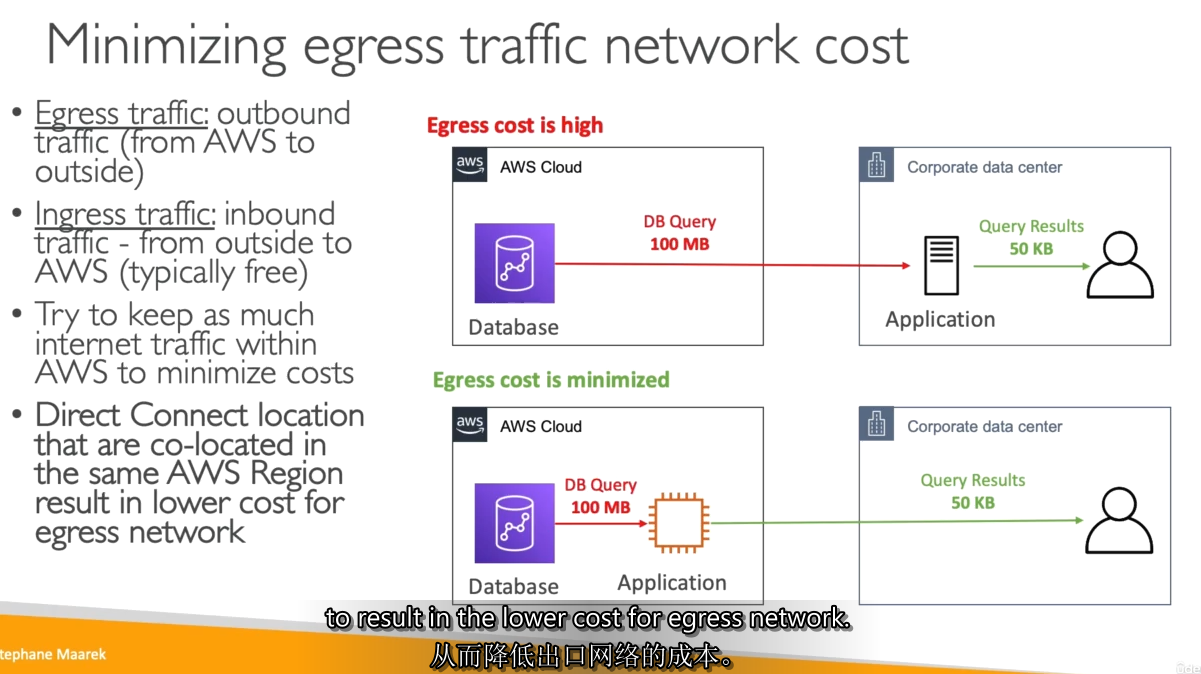 Minimizing egress traffic network cost
• Egress traffic: outbound
traffic (from AWS to
outside)
• Ingress traffic: inbound
traffic - from outside to
AWS (typically free)
• Try to keep as much
internet traffic within
AWS to minimize costs
• Direct Connect location
that are co-located in
the same AWS Region
result in lower cost for
egress network
Egress cost is high
aws
AWS Cloud
DB Query
100 MB
Database
Corporate data center
Query Results
50 KB
Application
Egress cost is minimized
aws
AWS Cloud
DB Query
100 MB
Database
Application
Corporate data center
Query Results
50 KB
to result in the lower cost for egress network.
从而降低出口网络的成本。
tephane Maarek